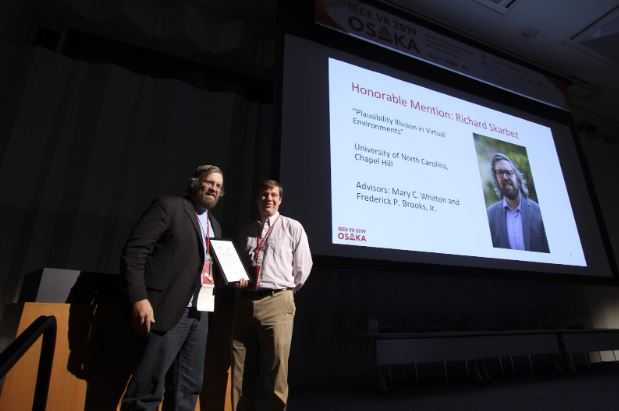 IEEE VR 2019
OSAKA
Honorable Mention: Richard Skarbez
"Plausibility Illusion in Virtual
Environments"
University of North Carolina,
Chapel Hill
Advisors: Mary C. Whitton and
Frederick P. Brooks, Jr.
IEEE VR 2019
OSAKA